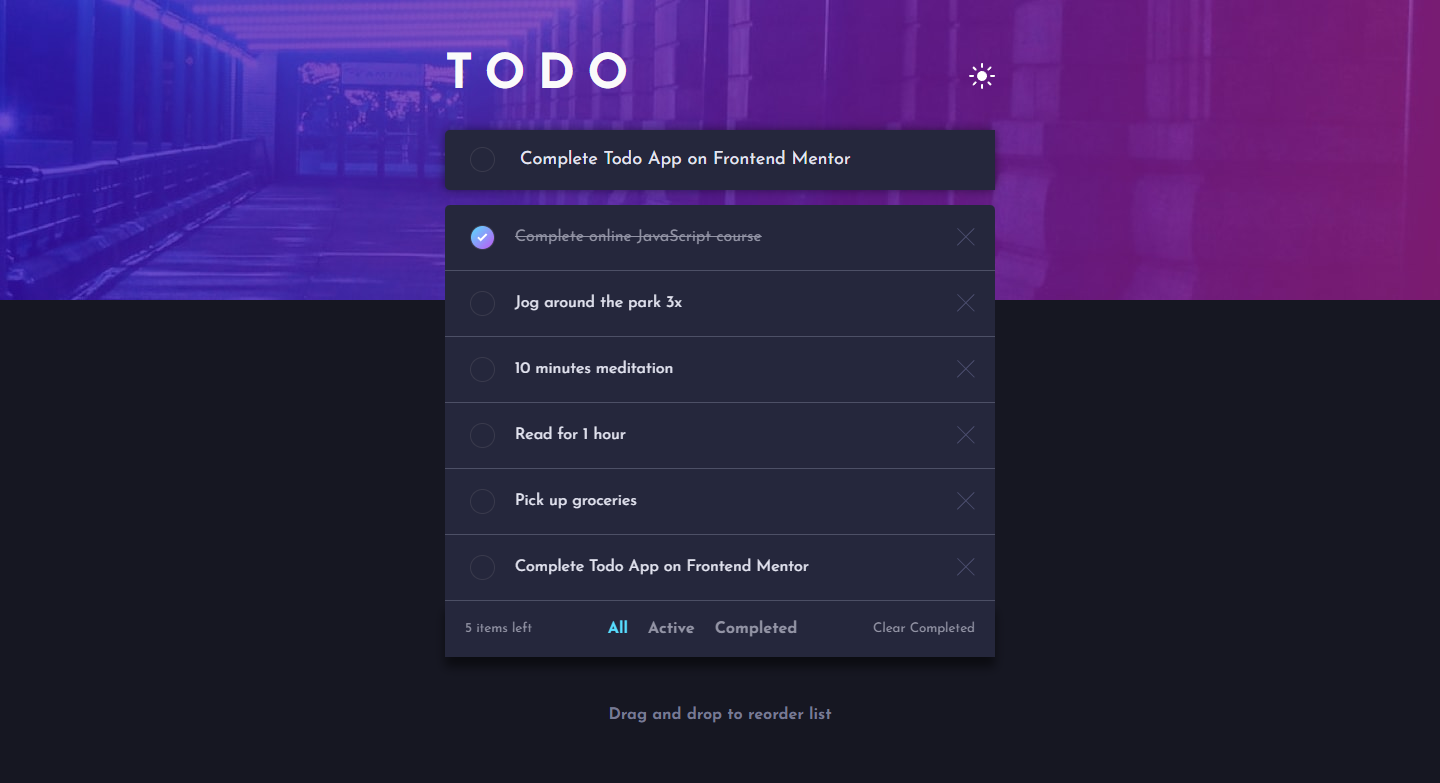 TODO
Complete Todo App on Frontend Mentor
Complete online JavaScript course
Jog around the park 3x
10 minutes meditation
Read for 1 hour
Pick up groceries
Complete Todo App on Frontend Mentor
5 items left All Active Completed Clear Completed
Drag and drop to reorder list